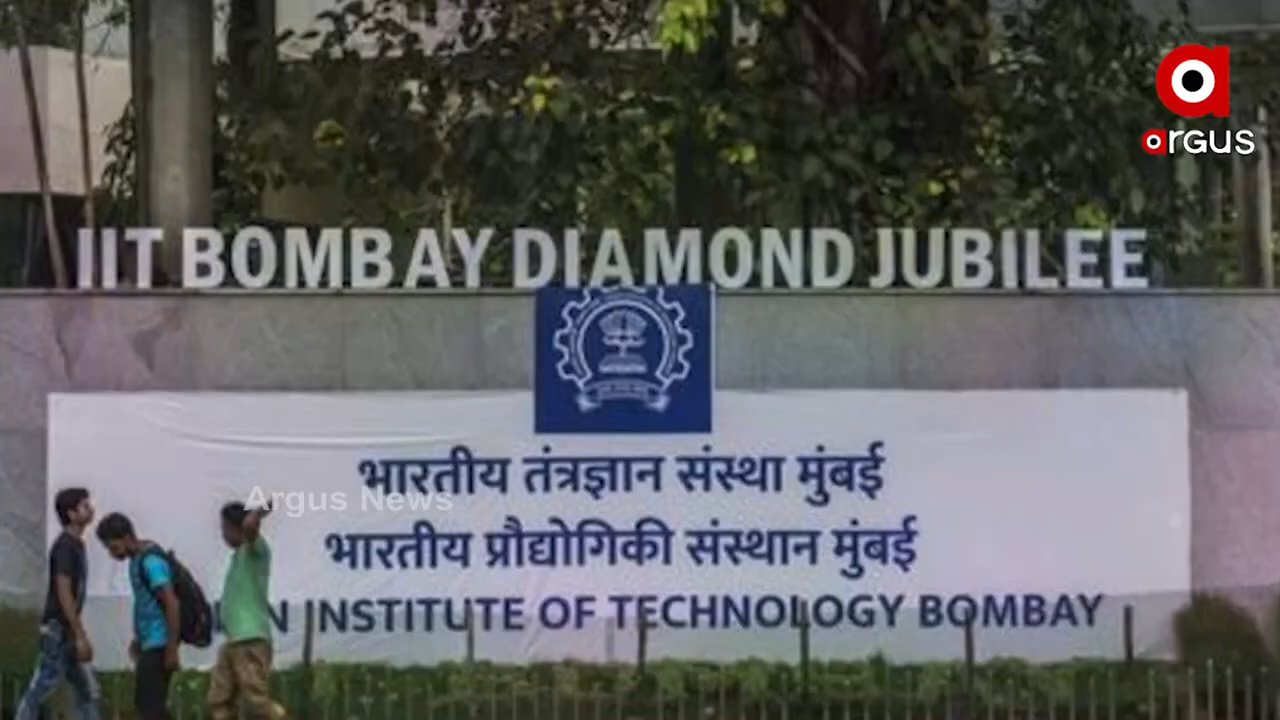 argus
IIT BOMBAY DIAMOND JUBILEE
भारतीय तंत्रज्ञान संस्था मुंबई
Argus News
भारतीय प्रौद्योगिकी संस्थान मुंबई
INSTITUTE OF TECHNOLOGY BOMBAY